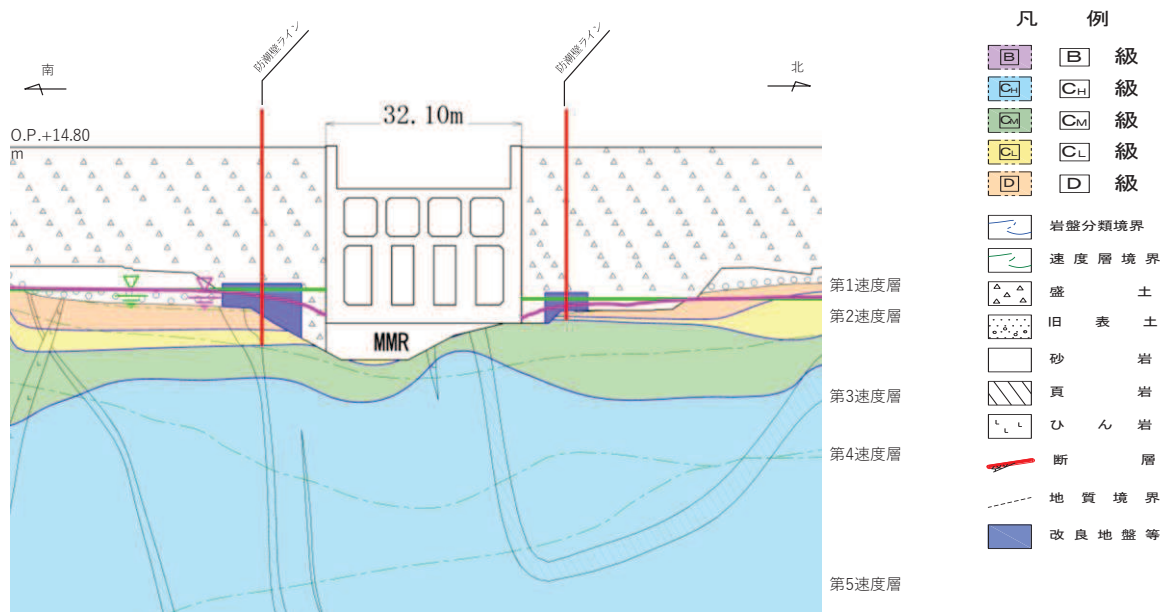 南
防潮壁ライン
防潮壁ライン
北
32.10m
O.P.+14.80
m
MMR
第1速度層
第2速度層
第3速度層
第4速度層
第5速度層
凡 例
B B 級
CH CH 級
CM CM 級
CL CL 級
D D 級
岩盤分類境界
速度層境界
盛 土
旧 表 土
砂 岩
頁 岩
ひ ん 岩
断 層
地 質 境 界
改 良 地 盤 等